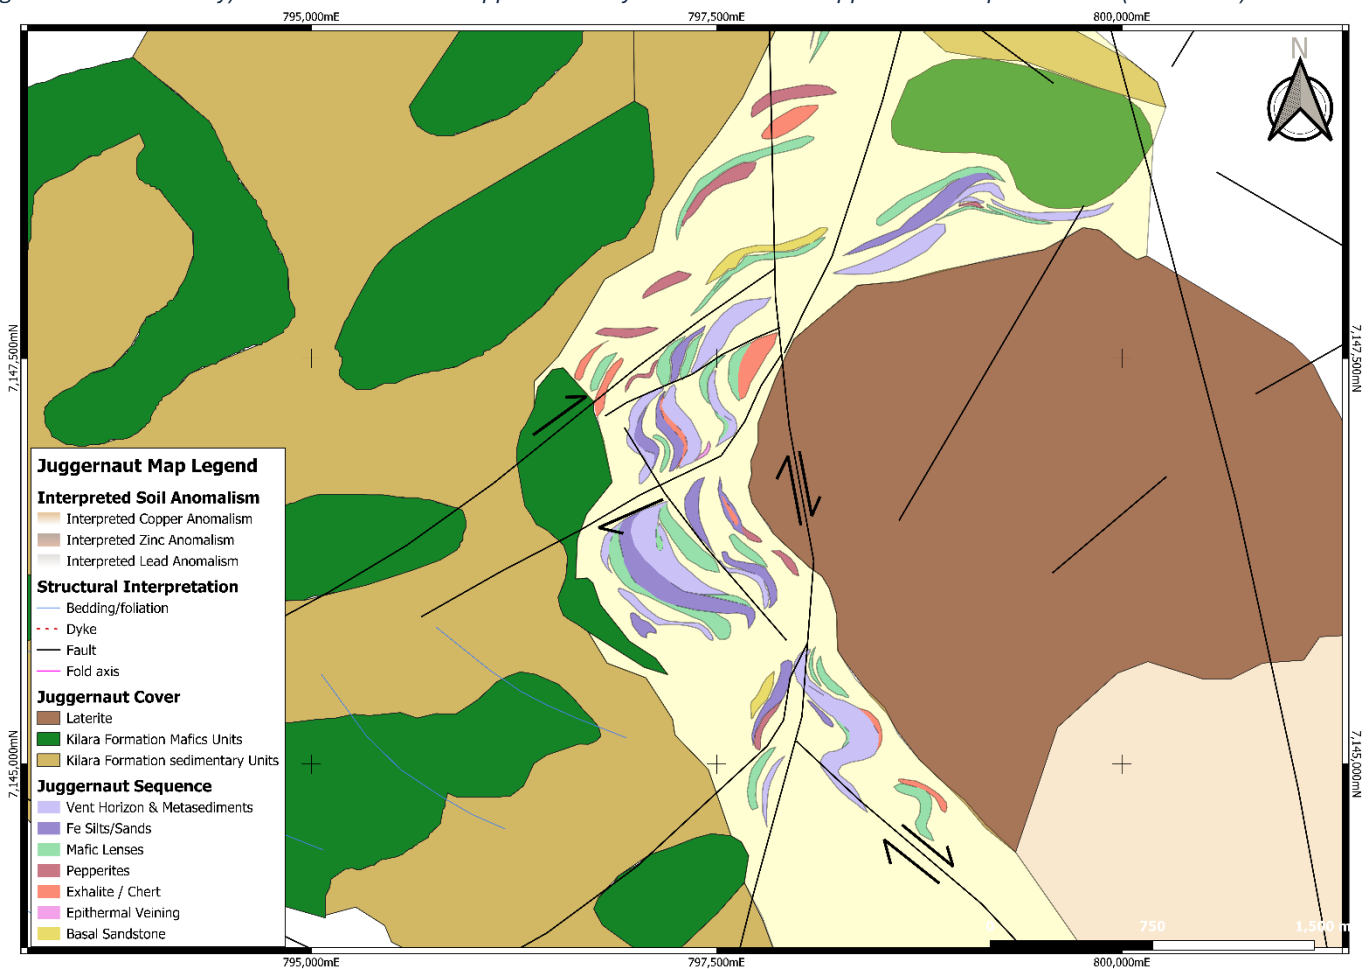 795,000mE 797,500mE 800,000mE
N
7,147,500mN
7,147,500mN
Juggernaut Map Legend
Interpreted Soil Anomalism
Interpreted Copper Anomalism
Interpreted Zinc Anomalism
Interpreted Lead Anomalism
Structural Interpretation
Bedding/foliation
Dyke
Fault
Fold axis
Juggernaut Cover
Laterite
Kilara Formation Mafics Units
Kilara Formation sedimentary Units
Juggernaut Sequence
Vent Horizon & Metasediments
Fe Silts/Sands
Mafic Lenses
Pepperites
Exhalite / Chert
Epithermal Veining
Basal Sandstone
7,145,000mN
7,145,000mN
0 750 1,500 m
795,000mE 797,500mE 800,000mE